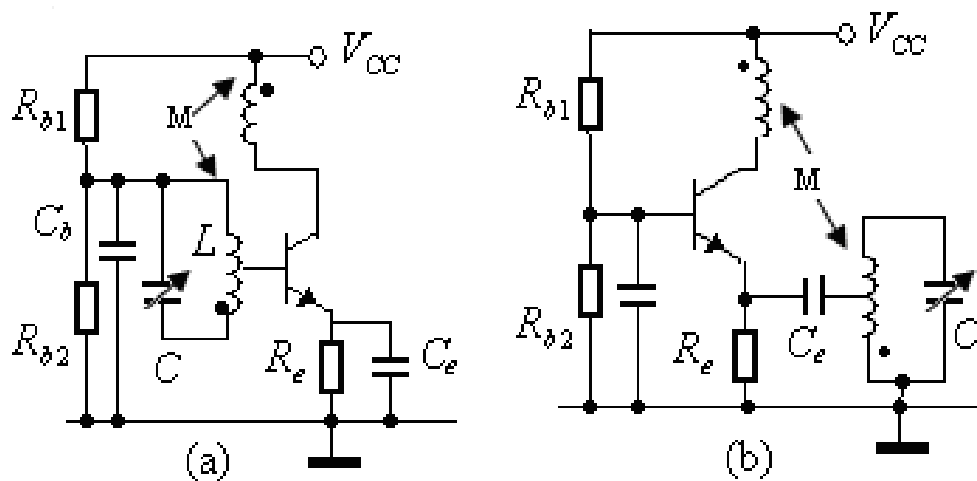 V_CC
R_b1
M
C_b
L
R_b2
C
R_e
C_e
(a)
V_CC
R_b1
M
R_b2
R_e
C_e
C
(b)